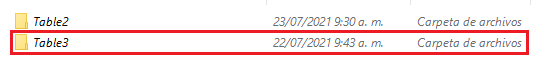 Table2 23/07/2021 9:30 a. m. Carpeta de archivos
Table3 22/07/2021 9:43 a. m. Carpeta de archivos